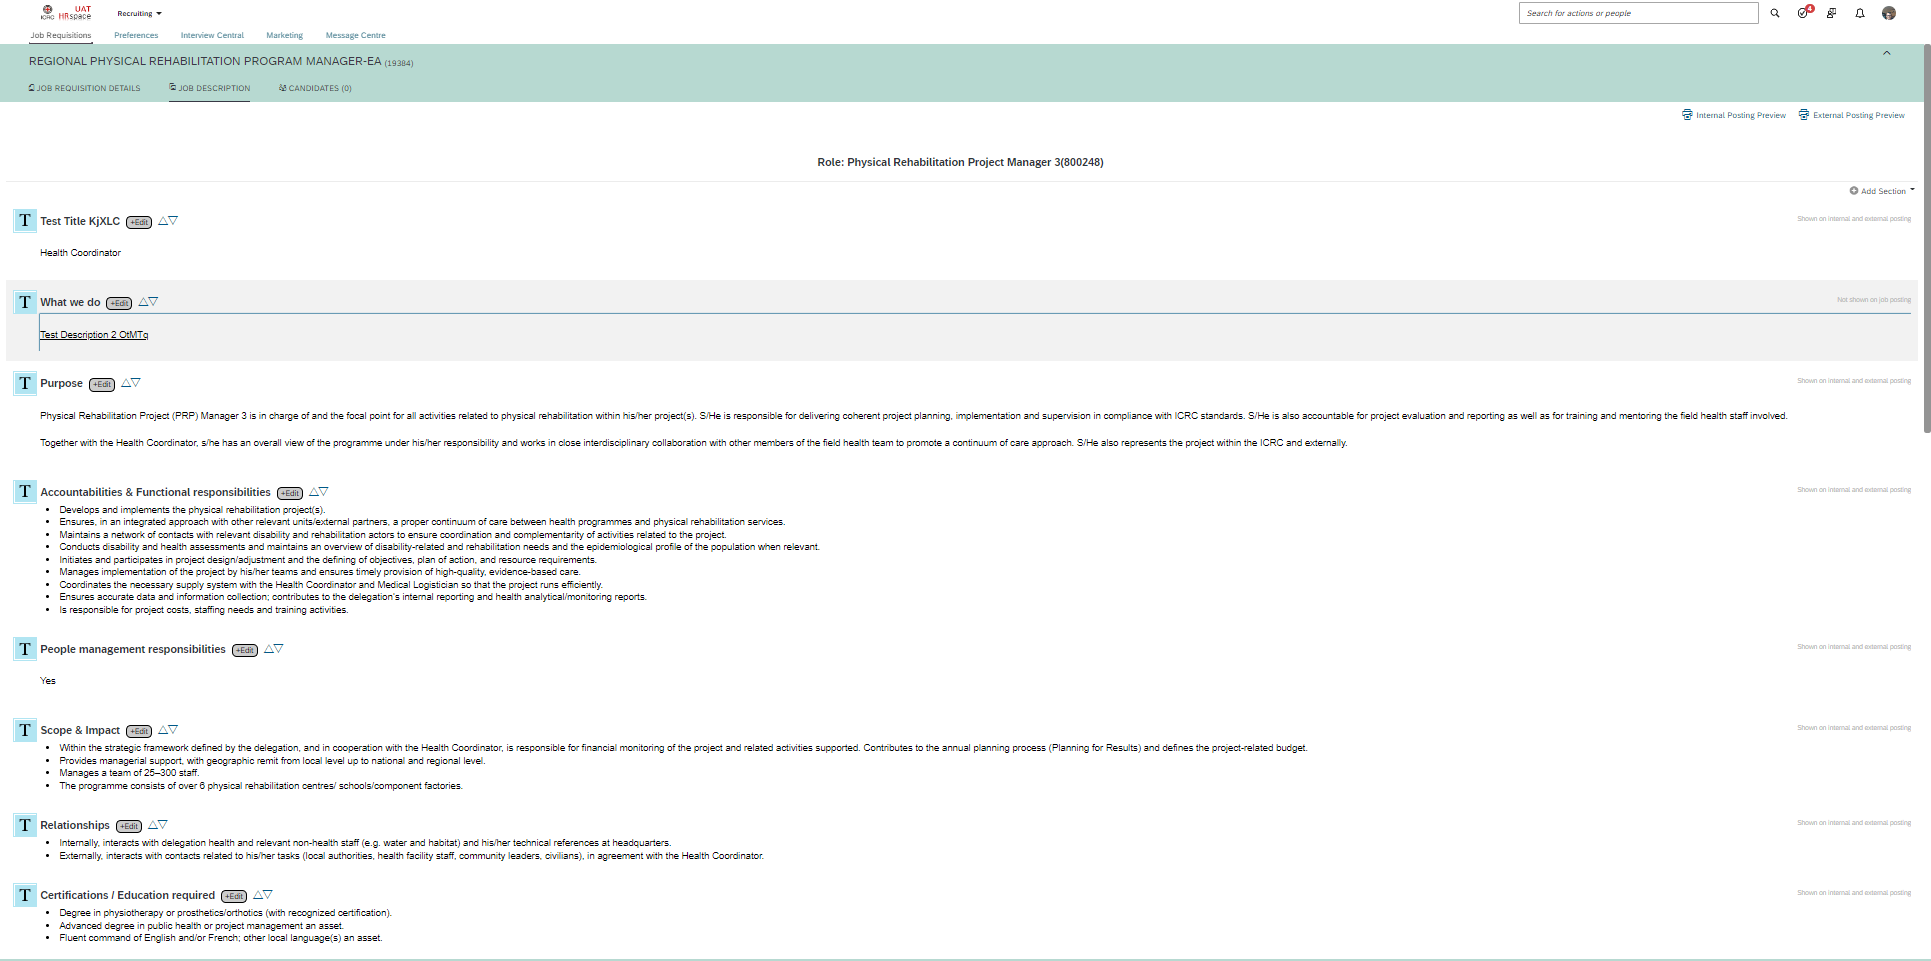 UAT
ICRC HRspace
Recruiting
Search for actions or people
4
Job Requisitions
Preferences
Interview Central
Marketing
Message Centre
REGIONAL PHYSICAL REHABILITATION PROGRAM MANAGER-EA (19384)
JOB REQUISITION DETAILS
JOB DESCRIPTION
CANDIDATES (0)
Internal Posting Preview
External Posting Preview
Role: Physical Rehabilitation Project Manager 3(800248)
Add Section
T Test Title KjXLC +Edit
Shown on internal and external posting
Health Coordinator
T What we do +Edit
Not shown on job posting
Test Description 2 OtMTq
T Purpose +Edit
Shown on internal and external posting
Physical Rehabilitation Project (PRP) Manager 3 is in charge of and the focal point for all activities related to physical rehabilitation within his/her project(s). S/He is responsible for delivering coherent project planning, implementation and supervision in compliance with ICRC standards. S/He is also accountable for project evaluation and reporting as well as for training and mentoring the field health staff involved.
Together with the Health Coordinator, s/he has an overall view of the programme under his/her responsibility and works in close interdisciplinary collaboration with other members of the field health team to promote a continuum of care approach. S/He also represents the project within the ICRC and externally.
T Accountabilities & Functional responsibilities +Edit
Shown on internal and external posting
• Develops and implements the physical rehabilitation project(s).
• Ensures, in an integrated approach with other relevant units/external partners, a proper continuum of care between health programmes and physical rehabilitation services.
• Maintains a network of contacts with relevant disability and rehabilitation actors to ensure coordination and complementarity of activities related to the project.
• Conducts disability and health assessments and maintains an overview of disability-related and rehabilitation needs and the epidemiological profile of the population when relevant.
• Initiates and participates in project design/adjustment and the defining of objectives, plan of action, and resource requirements.
• Manages implementation of the project by his/her teams and ensures timely provision of high-quality, evidence-based care.
• Coordinates the necessary supply system with the Health Coordinator and Medical Logistician so that the project runs efficiently.
• Ensures accurate data and information collection; contributes to the delegation's internal reporting and health analytical/monitoring reports.
• Is responsible for project costs, staffing needs and training activities.
T People management responsibilities +Edit
Shown on internal and external posting
Yes
T Scope & Impact +Edit
Shown on internal and external posting
• Within the strategic framework defined by the delegation, and in cooperation with the Health Coordinator, is responsible for financial monitoring of the project and related activities supported. Contributes to the annual planning process (Planning for Results) and defines the project-related budget.
• Provides managerial support, with geographic remit from local level up to national and regional level.
• Manages a team of 25–300 staff.
• The programme consists of over 6 physical rehabilitation centres/ schools/component factories.
T Relationships +Edit
Shown on internal and external posting
• Internally, interacts with delegation health and relevant non-health staff (e.g. water and habitat) and his/her technical references at headquarters.
• Externally, interacts with contacts related to his/her tasks (local authorities, health facility staff, community leaders, civilians), in agreement with the Health Coordinator.
T Certifications / Education required +Edit
Shown on internal and external posting
• Degree in physiotherapy or prosthetics/orthotics (with recognized certification).
• Advanced degree in public health or project management an asset.
• Fluent command of English and/or French; other local language(s) an asset.